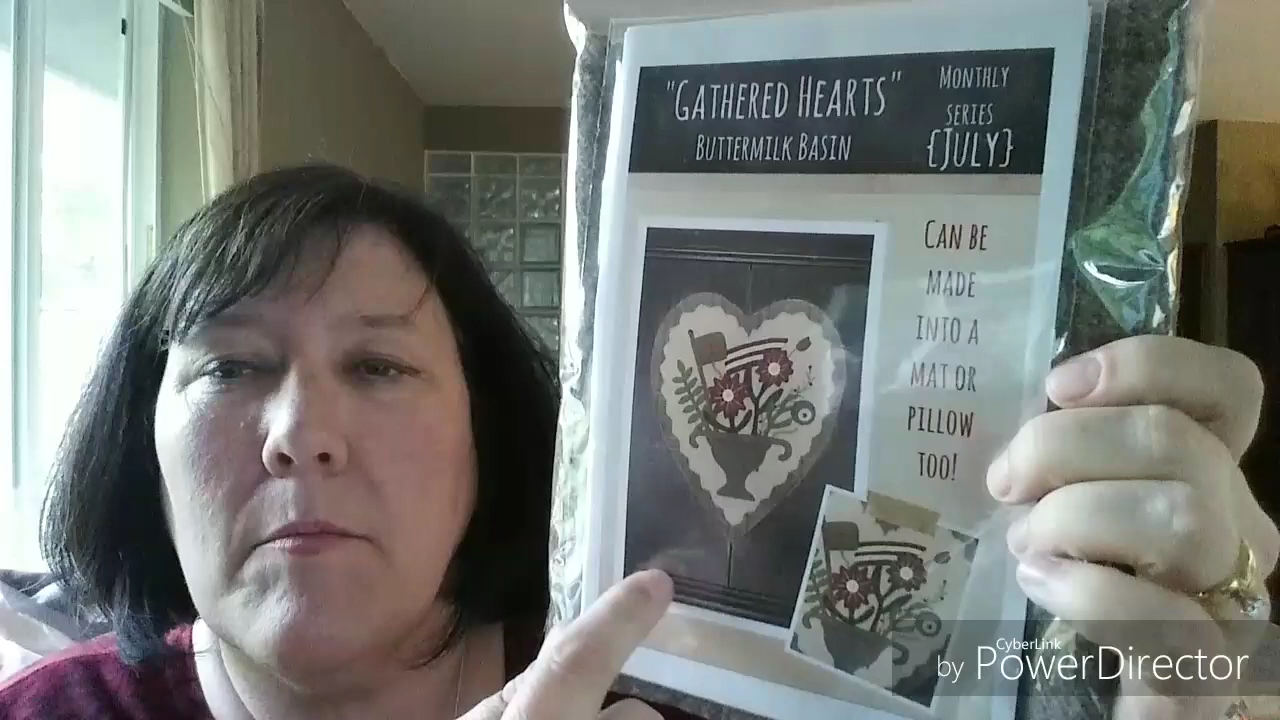 "GATHERED HEARTS"
BUTTERMILK BASIN
MONTHLY
SERIES
{JULY}
CAN BE
MADE
INTO A
MAT OR
PILLOW
TOO!
CyberLink
by PowerDirector